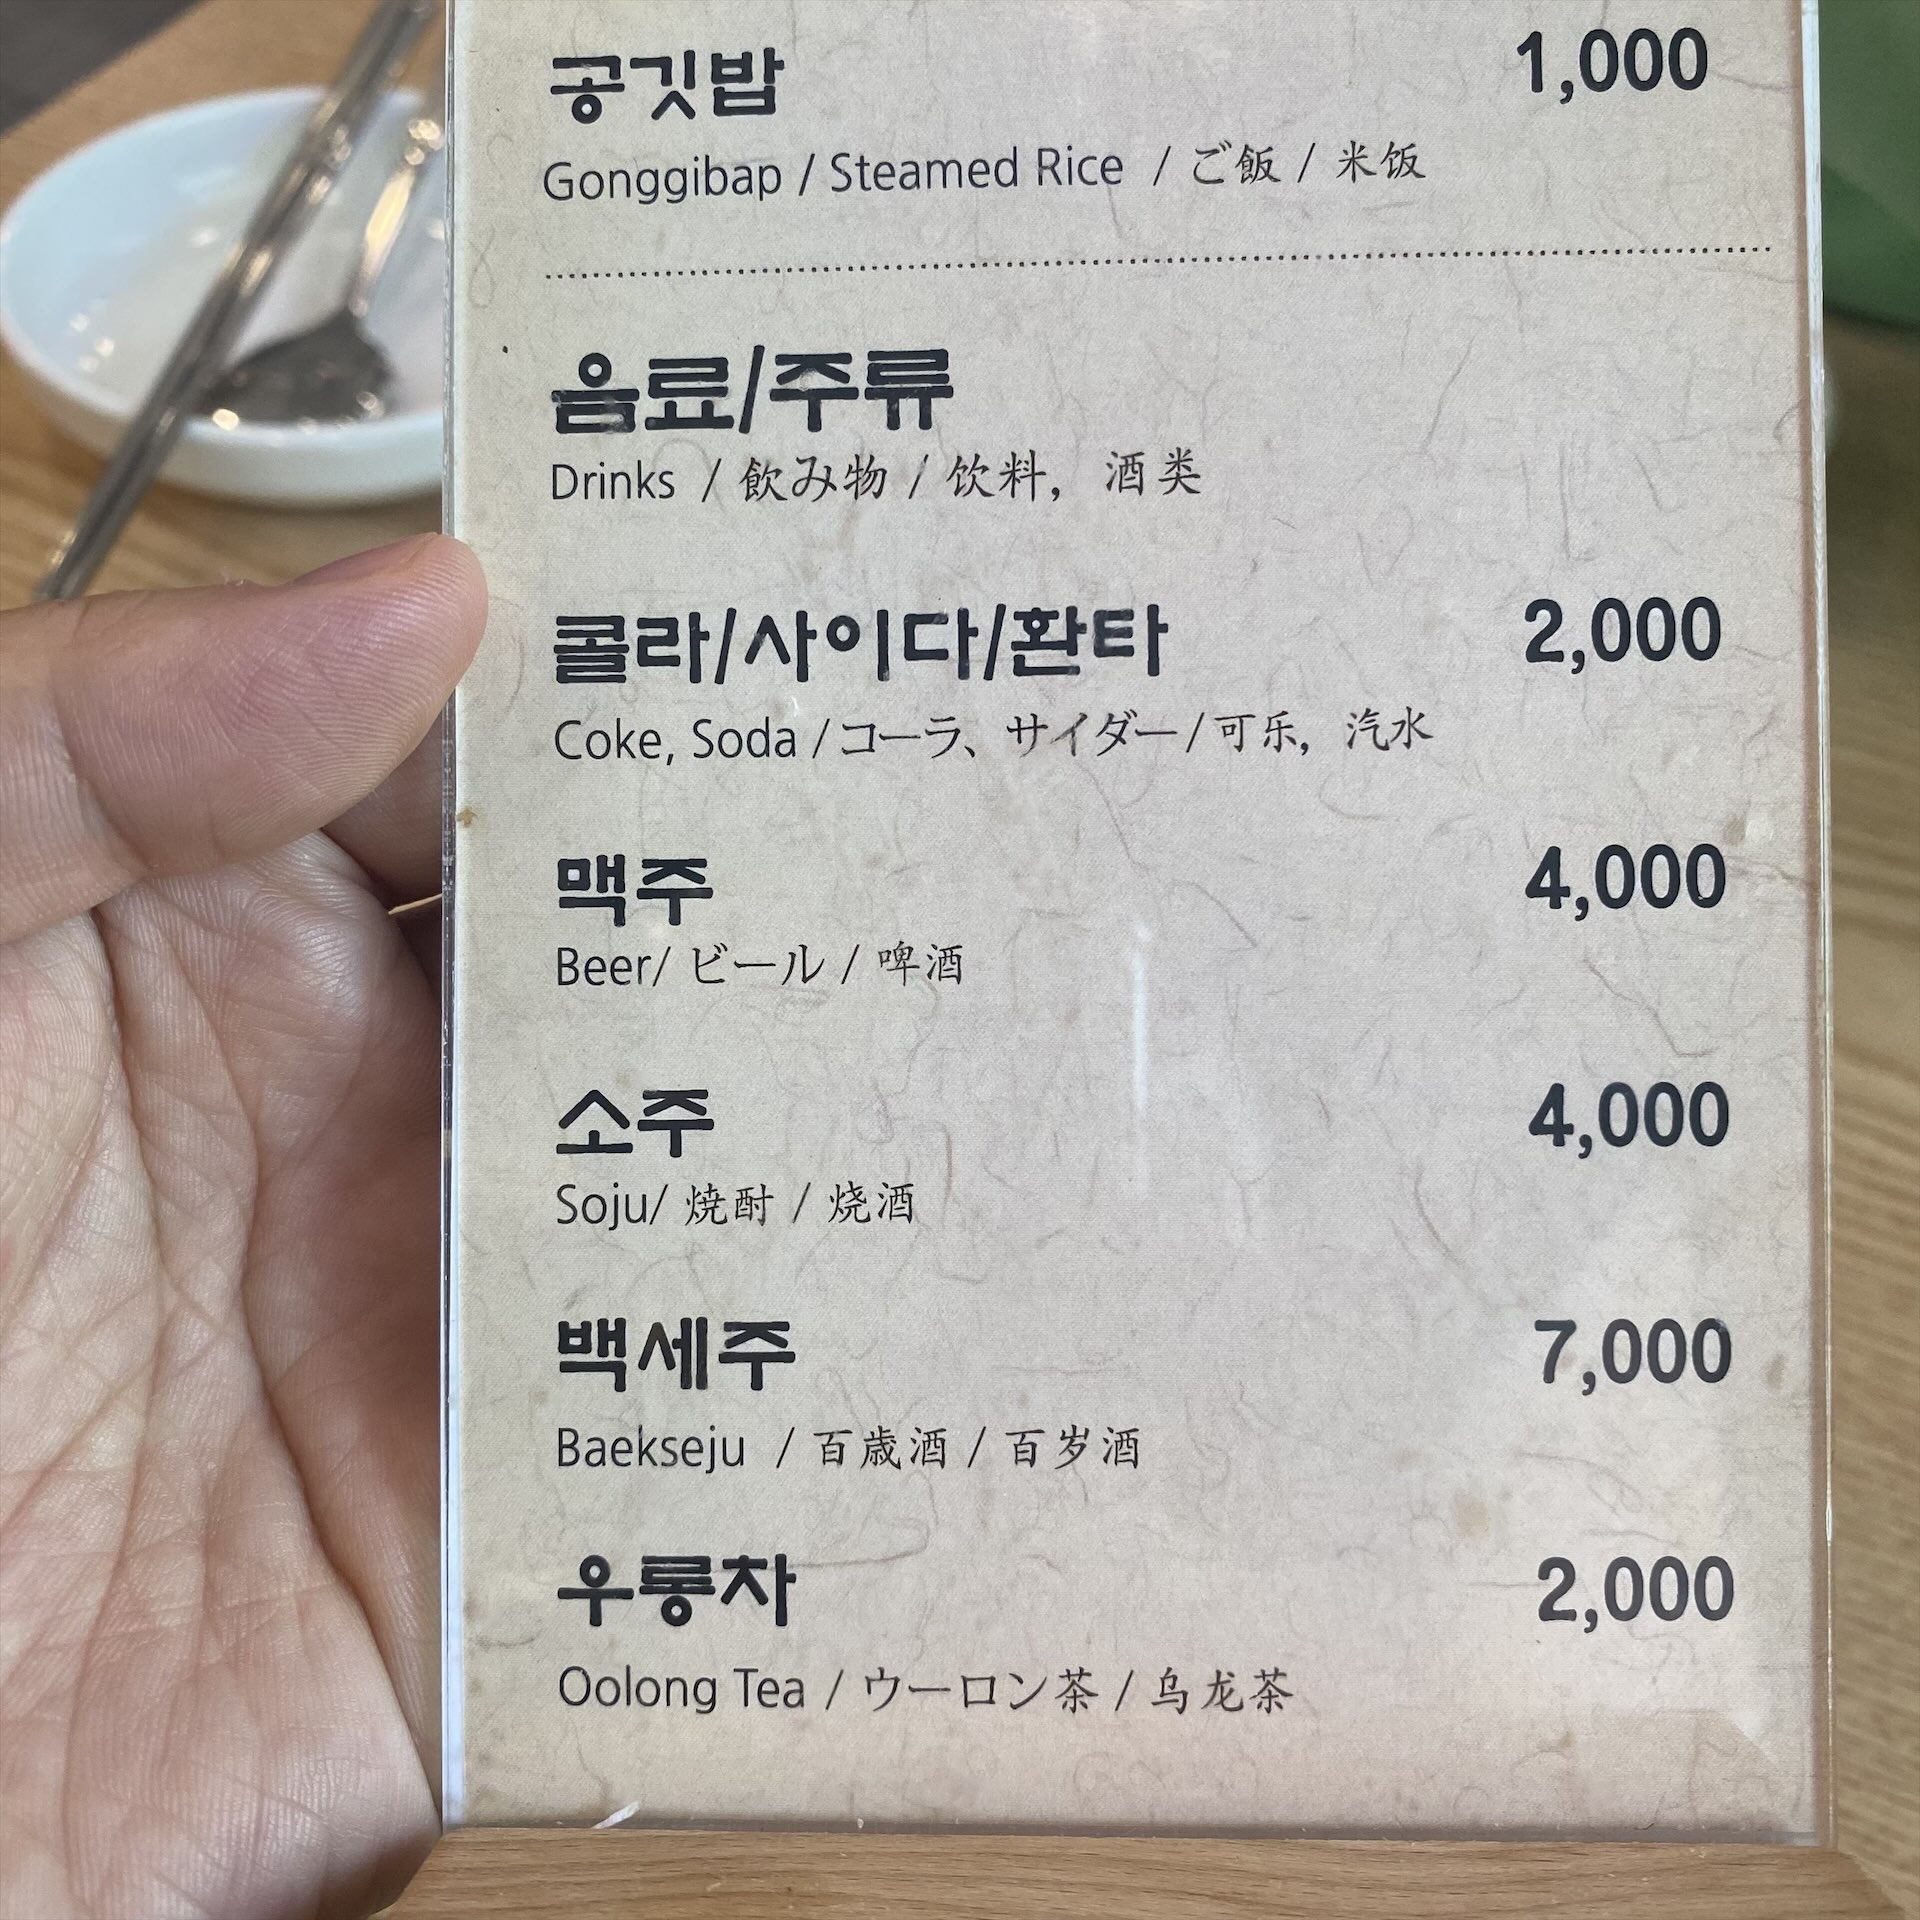 공깃밥 1,000
Gonggibap / Steamed Rice / ご飯 / 米饭
음료/주류
Drinks / 飲み物 / 饮料, 酒类
콜라/사이다/환타 2,000
Coke, Soda / コーラ、サイダー / 可乐, 汽水
맥주 4,000
Beer/ ビール / 啤酒
소주 4,000
Soju/ 焼酎 / 烧酒
백세주 7,000
Baekseju / 百歳酒 / 百岁酒
우롱차 2,000
Oolong Tea / ウーロン茶 / 乌龙茶